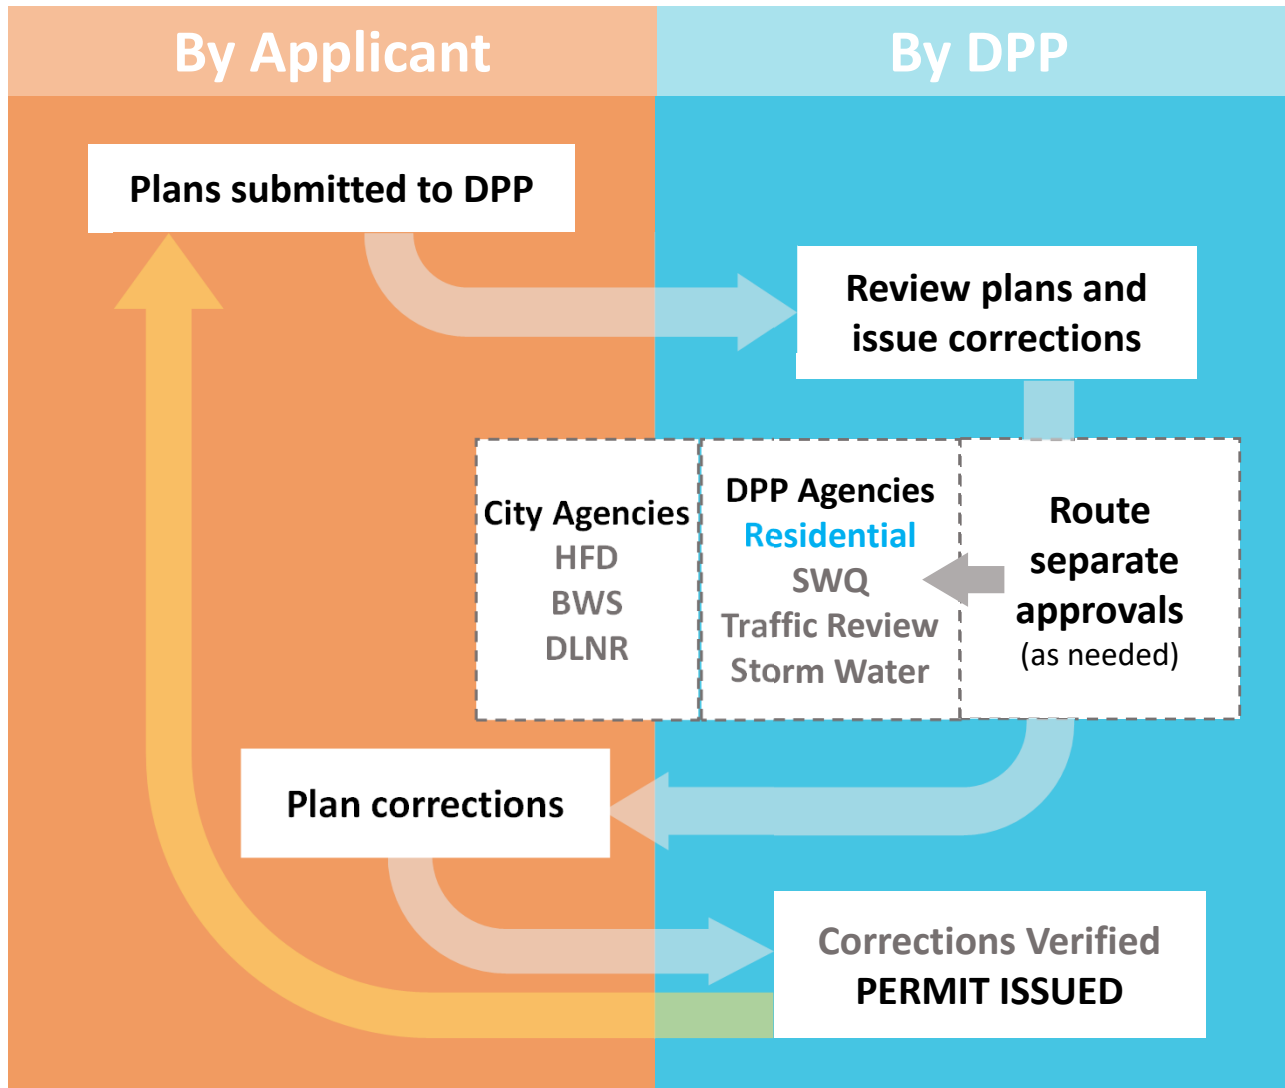 By Applicant
By DPP
Plans submitted to DPP
Review plans and
issue corrections
City Agencies
HFD
BWS
DLNR
DPP Agencies
Residential
SWQ
Traffic Review
Storm Water
Route
separate
approvals
(as needed)
Plan corrections
Corrections Verified
PERMIT ISSUED